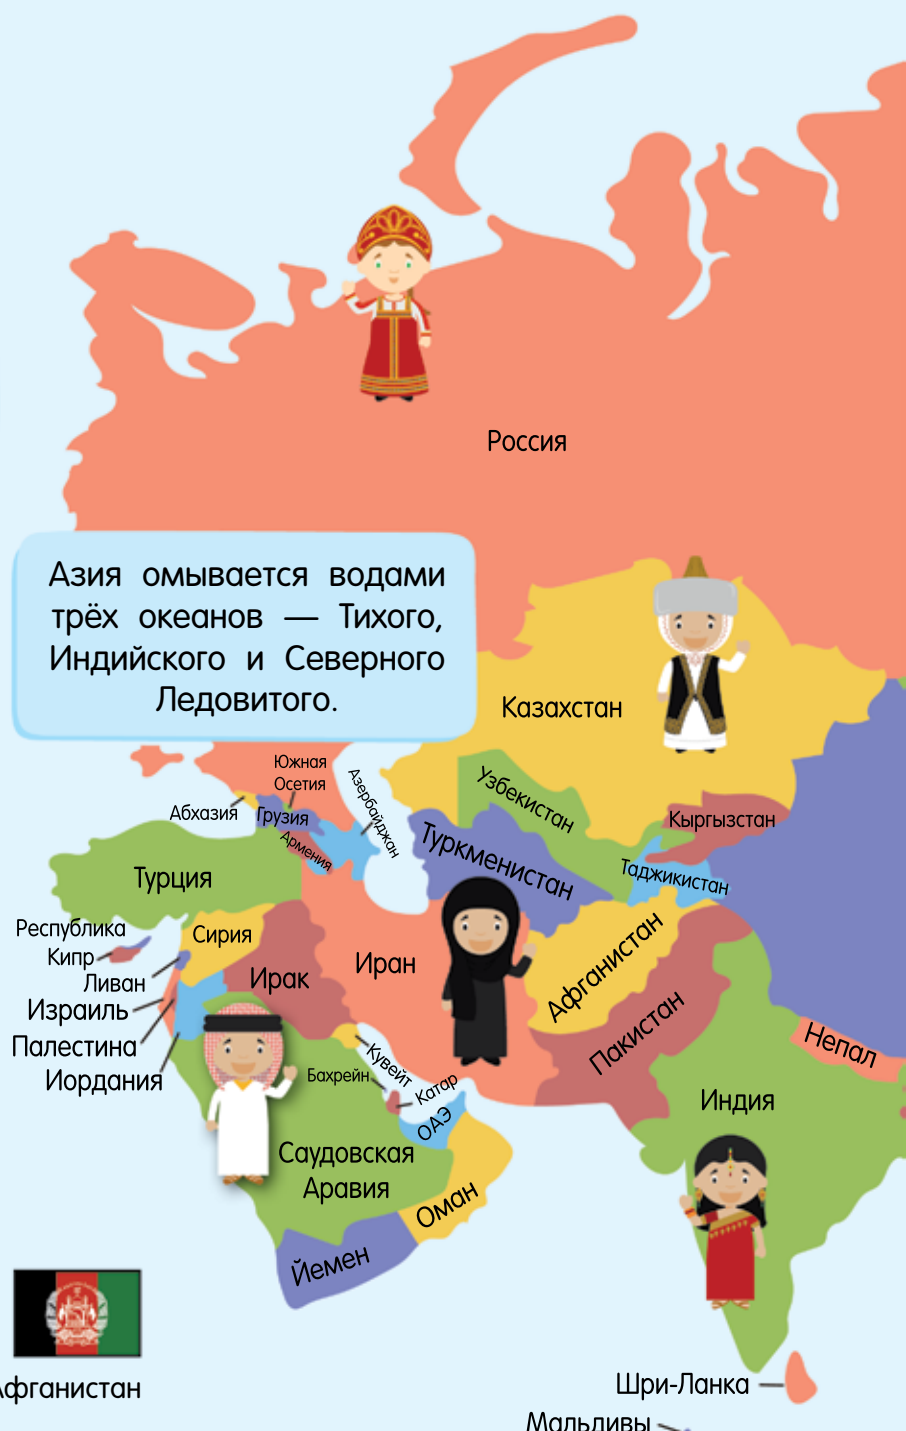 Россия
Азия омывается водами
трёх океанов — Тихого,
Индийского и Северного
Ледовитого.
Казахстан
Южная
Осетия
Азербайджан
Узбекистан
Абхазия
Грузия
Кыргызстан
Армения
Туркменистан
Турция
Таджикистан
Республика
Кипр
Сирия
Ливан
Ирак
Иран
Афганистан
Израиль
Палестина
Иордания
Пакистан
Непал
Кувейт
Бахрейн
Катар
ОАЭ
Индия
Саудовская
Аравия
Оман
Йемен
Афганистан
Шри-Ланка
Мальдивы